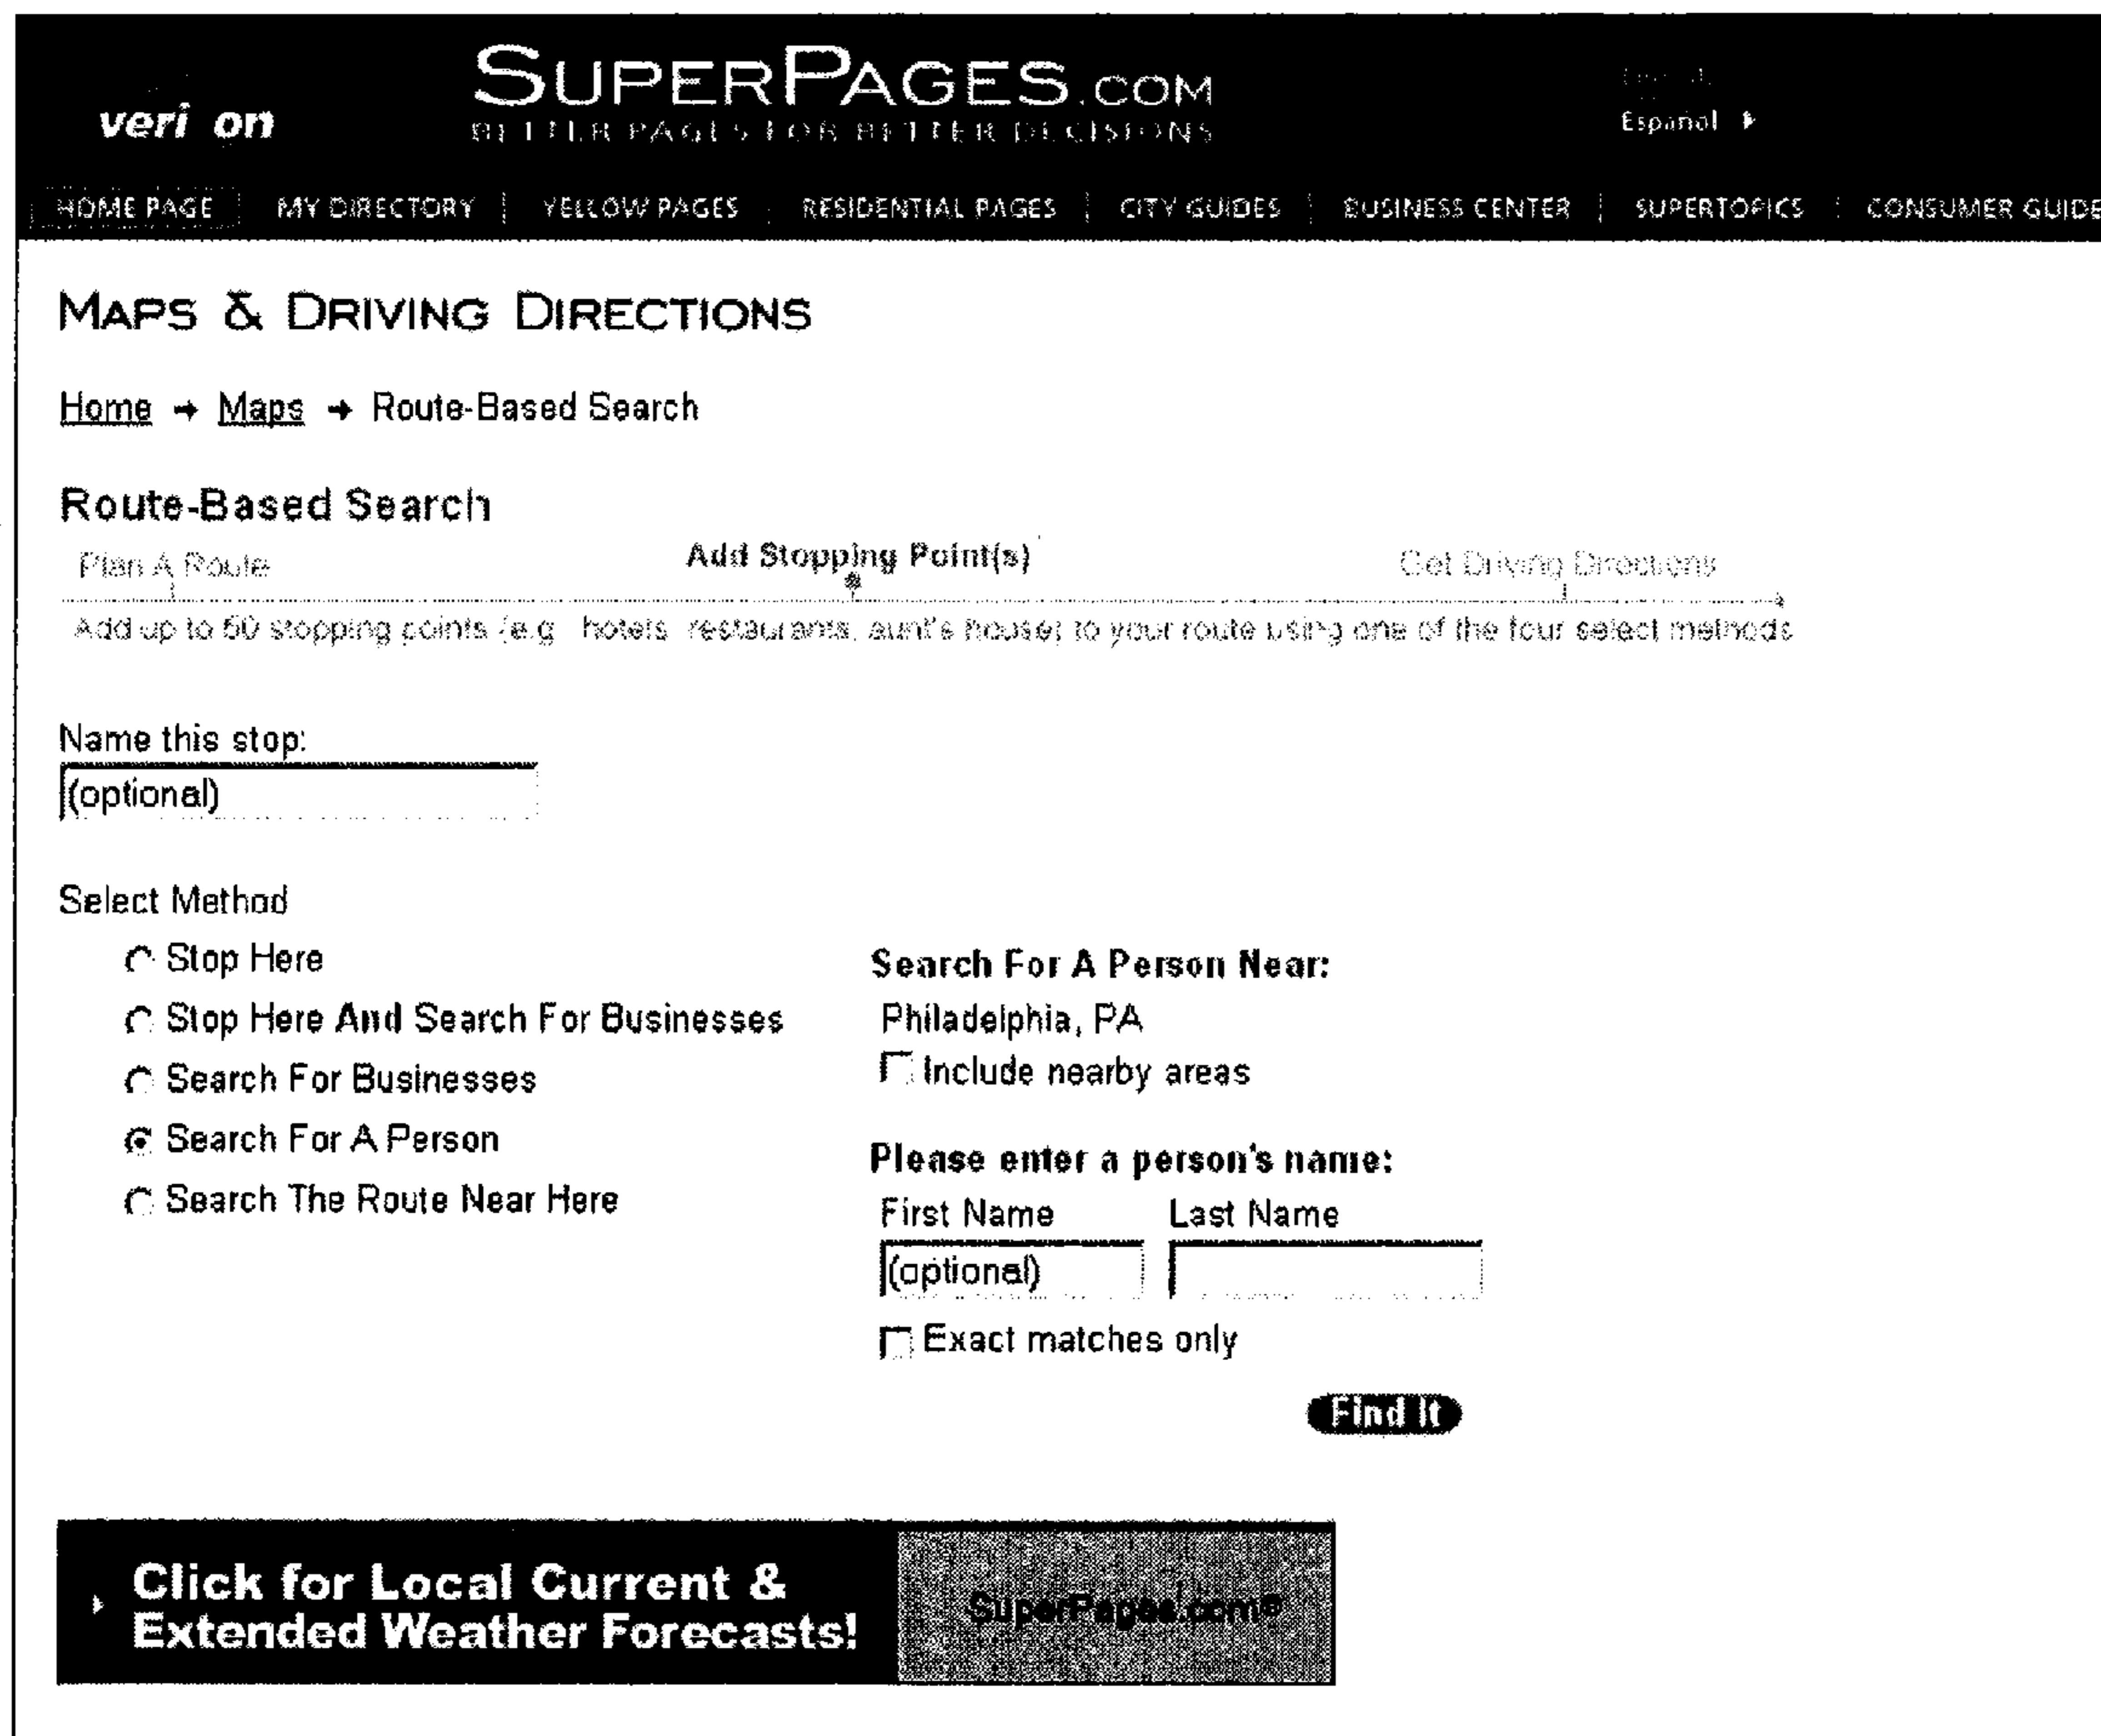 veri on
SUPERPAGES.COM
BETTER PAGES FOR BETTER DECISIONS
Español
HOME PAGE MY DIRECTORY YELLOW PAGES RESIDENTIAL PAGES CITY GUIDES BUSINESS CENTER SUPERTOPICS CONSUMER GUIDE
MAPS & DRIVING DIRECTIONS
Home → Maps → Route-Based Search
Route-Based Search
Plan A Route Add Stopping Point(s) Get Driving Directions
Add up to 50 stopping points (e.g. hotels, restaurants, aunt's house) to your route using one of the four select methods
Name this stop:
(optional)
Select Method
Stop Here
Stop Here And Search For Businesses
Search For Businesses
Search For A Person
Search The Route Near Here
Search For A Person Near:
Philadelphia, PA
Include nearby areas
Please enter a person's name:
First Name Last Name
(optional)
Exact matches only
Find It
Click for Local Current &
Extended Weather Forecasts!
SuperPages.com®